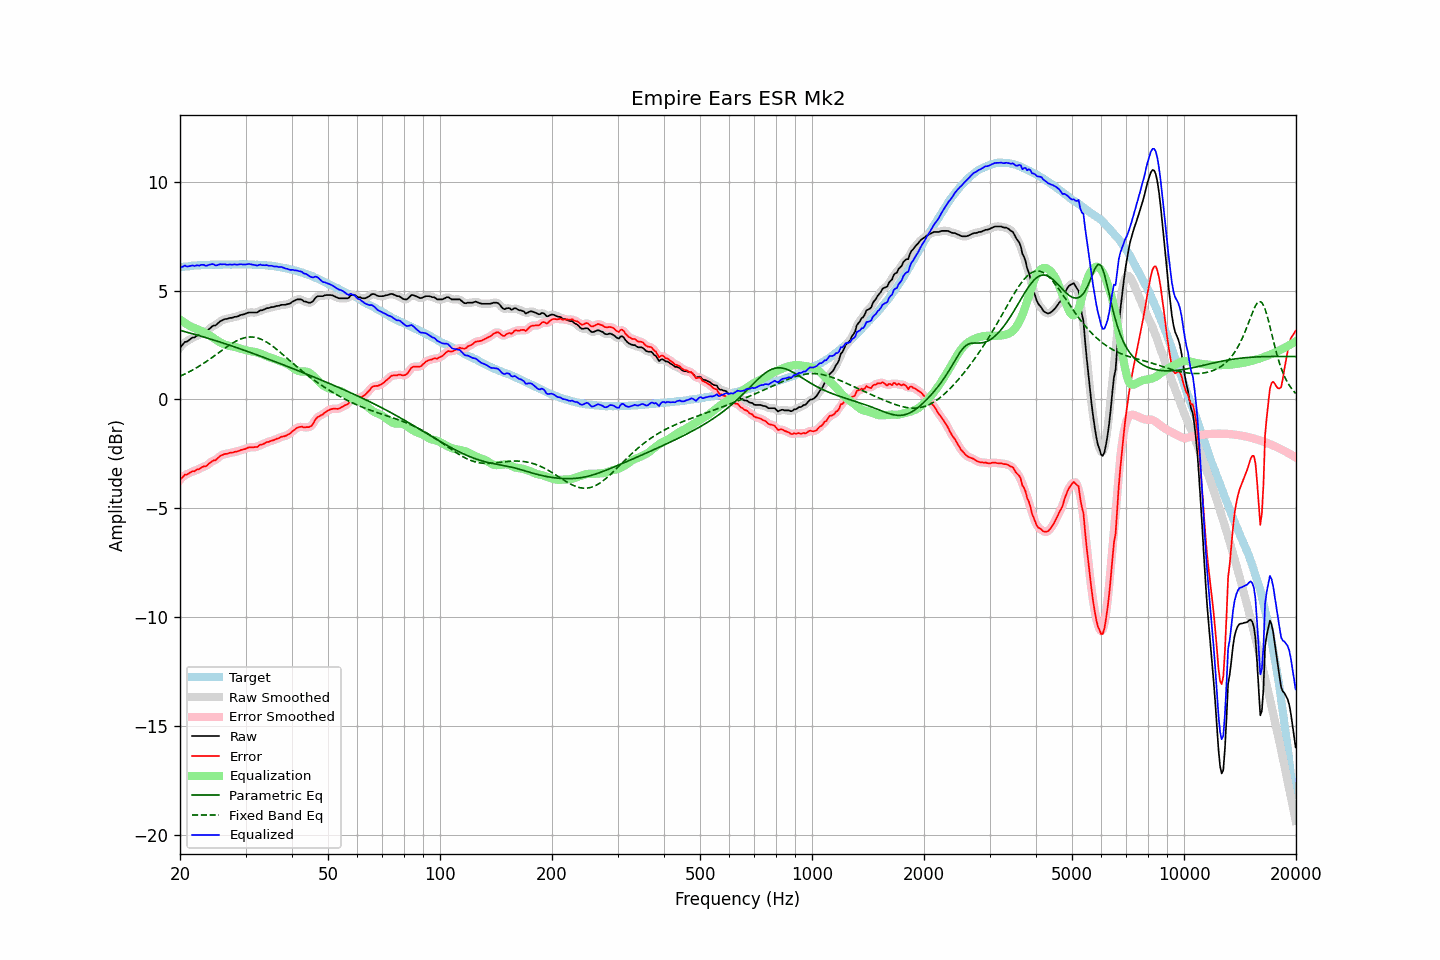 Empire Ears ESR Mk2
Amplitude (dBr)
10
5
0
−5
−10
−15
−20
Target
Raw Smoothed
Error Smoothed
Raw
Error
Equalization
Parametric Eq
Fixed Band Eq
Equalized
20 50 100 200 500 1000 2000 5000 10000 20000
Frequency (Hz)